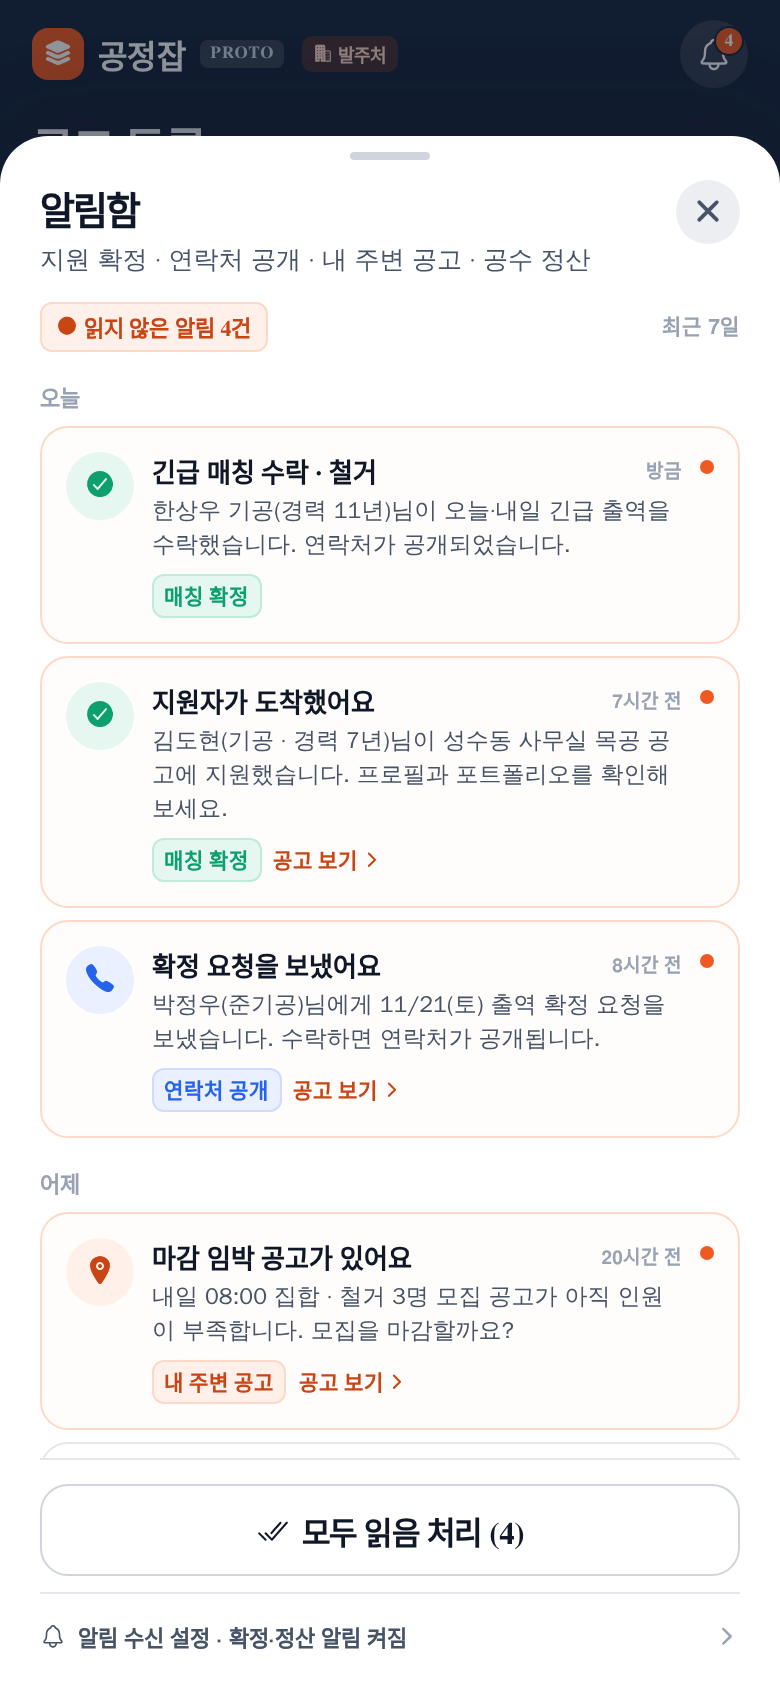 공정잡 PROTO 발주처 4
알림함
지원 확정 · 연락처 공개 · 내 주변 공고 · 공수 정산
읽지 않은 알림 4건 최근 7일
오늘
긴급 매칭 수락 · 철거 방금
한상우 기공(경력 11년)님이 오늘·내일 긴급 출역을
수락했습니다. 연락처가 공개되었습니다.
매칭 확정
지원자가 도착했어요 7시간 전
김도현(기공 · 경력 7년)님이 성수동 사무실 목공 공
고에 지원했습니다. 프로필과 포트폴리오를 확인해
보세요.
매칭 확정 공고 보기
확정 요청을 보냈어요 8시간 전
박정우(준기공)님에게 11/21(토) 출역 확정 요청을
보냈습니다. 수락하면 연락처가 공개됩니다.
연락처 공개 공고 보기
어제
마감 임박 공고가 있어요 20시간 전
내일 08:00 집합 · 철거 3명 모집 공고가 아직 인원
이 부족합니다. 모집을 마감할까요?
내 주변 공고 공고 보기
모두 읽음 처리 (4)
알림 수신 설정 · 확정·정산 알림 켜짐